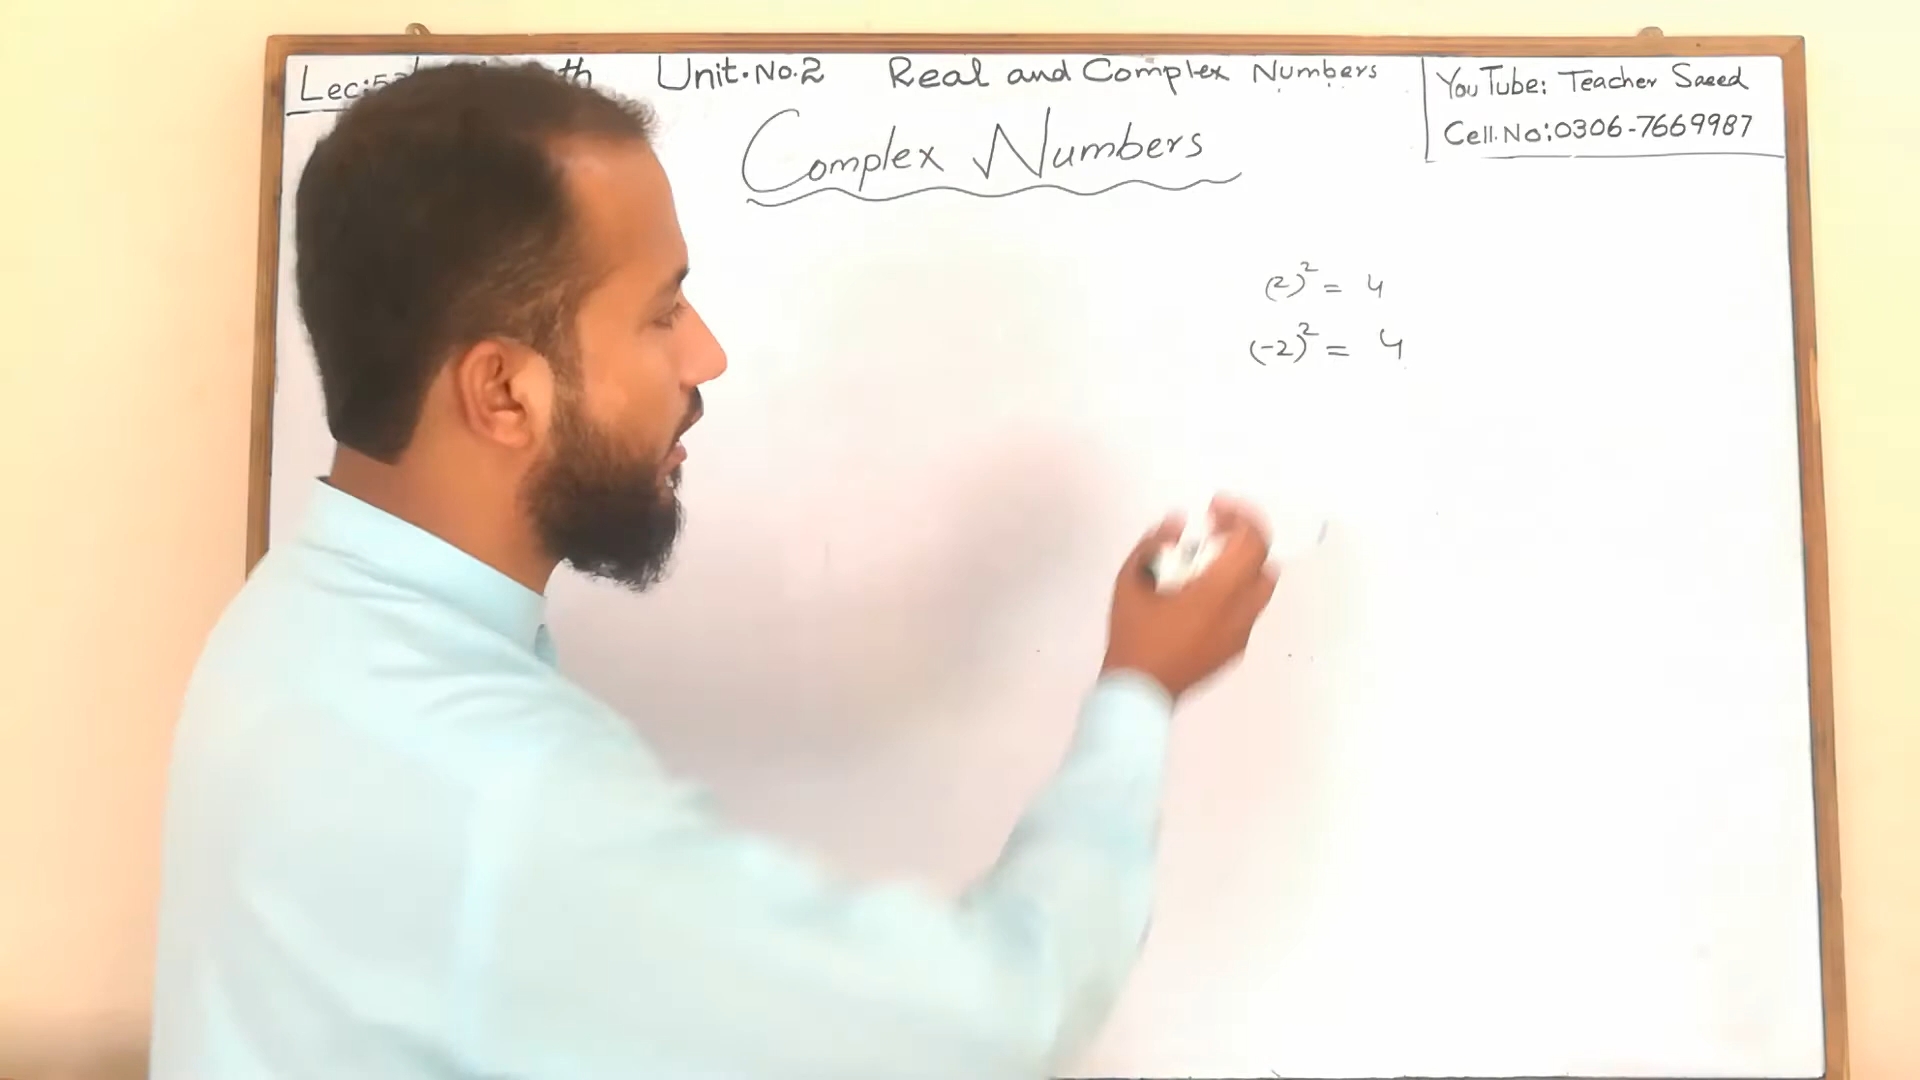 Lec: Unit.No.2 Real and Complex Numbers
YouTube: Teacher Saeed
Cell.No:0306-7669987
Complex Numbers
(2)² = 4
(-2)² = 4